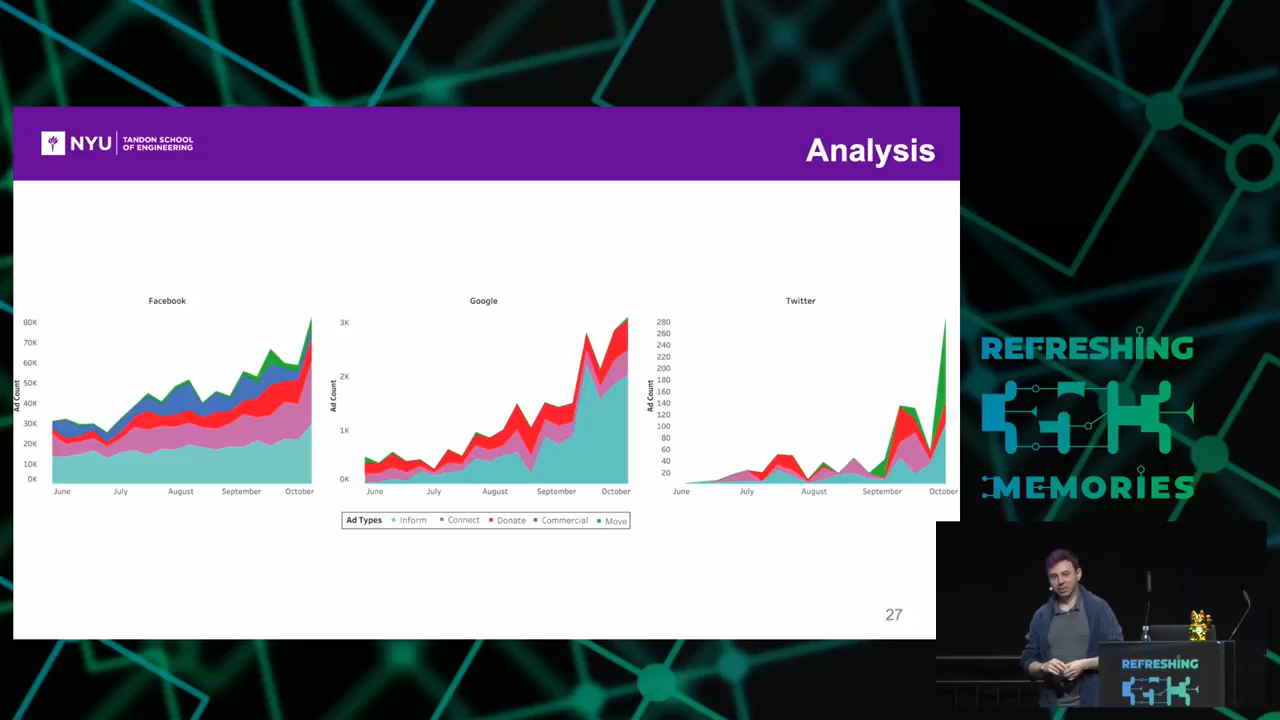 NYU
TANDON SCHOOL
OF ENGINEERING
Analysis
Facebook
Google
Twitter
80K
70K
60K
50K
40K
30K
20K
10K
0K
Ad Count
June
July
August
September
October
3K
2K
1K
0K
Ad Count
June
July
August
September
October
280
260
240
220
200
180
160
140
120
100
80
60
40
20
Ad Count
June
July
August
September
October
Ad Types
Inform
Connect
Donate
Commercial
Move
27
REFRESHING
MEMORIES
REFRESHING